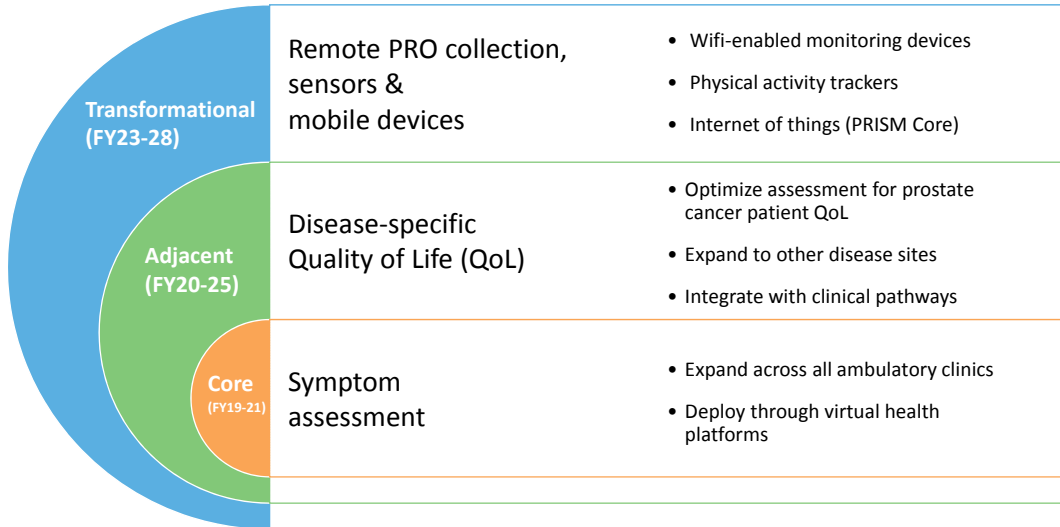 Transformational
(FY23-28)
Remote PRO collection,
sensors &
mobile devices
• Wifi-enabled monitoring devices
• Physical activity trackers
• Internet of things (PRISM Core)
Adjacent
(FY20-25)
Disease-specific
Quality of Life (QoL)
• Optimize assessment for prostate
cancer patient QoL
• Expand to other disease sites
• Integrate with clinical pathways
Core
(FY19-21)
Symptom
assessment
• Expand across all ambulatory clinics
• Deploy through virtual health
platforms